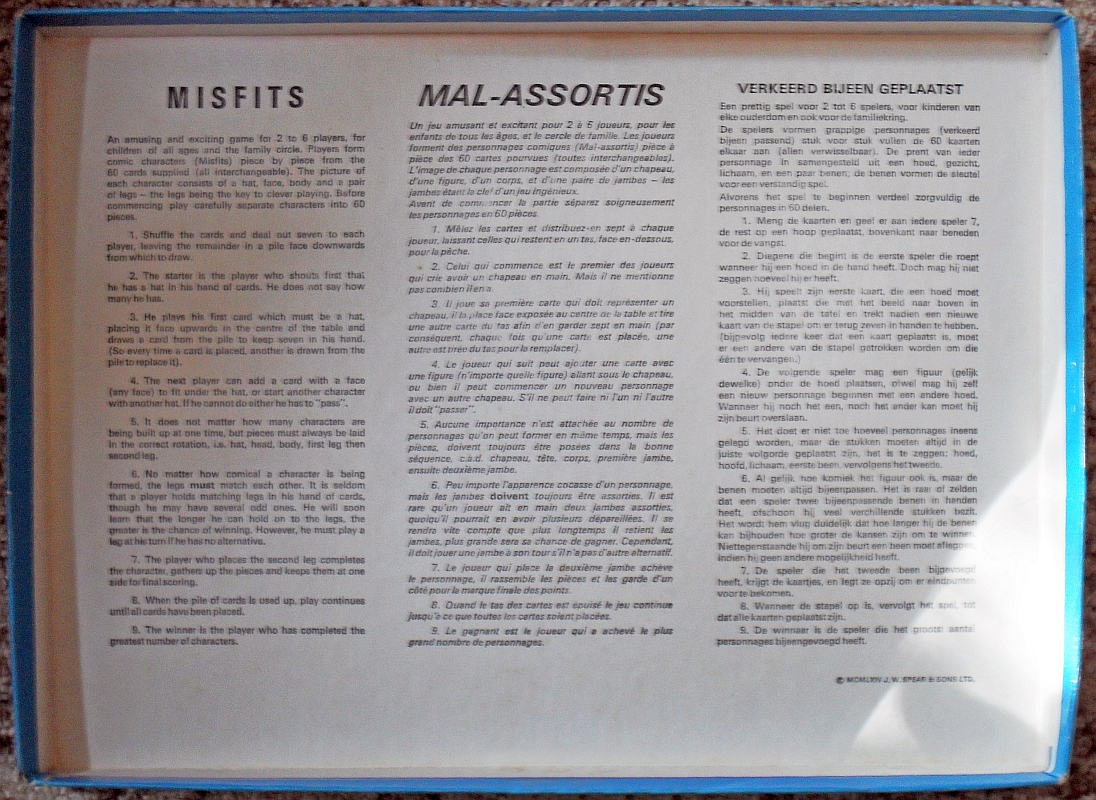 MISFITS
An amusing and exciting game for 2 to 6 players, for
children of all ages and the family circle. Players form
comic characters (Misfits) piece by piece from the
60 cards supplied (all interchangeable). The picture of
each character consists of a hat, face, body and a pair
of legs – the legs being the key to clever playing. Before
commencing play carefully separate characters into 60
pieces.
1. Shuffle the cards and deal out seven to each
player, leaving the remainder in a pile face downwards
from which to draw.
2. The starter is the player who shouts first that
he has a hat in his hand of cards. He does not say how
many he has.
3. He plays his first card which must be a hat,
placing it face upwards in the centre of the table and
draws a card from the pile to keep seven in his hand.
(So every time a card is placed, another is drawn from the
pile to replace it).
4. The next player can add a card with a face
(any face) to fit under the hat, or start another character
with another hat. If he cannot do either he has to "pass".
5. It does not matter how many characters are
being built up at one time, but pieces must always be laid
in the correct rotation, i.e. hat, head, body, first leg then
second leg.
6. No matter how comical a character is being
formed, the legs must match each other. It is seldom
that a player holds matching legs in his hand of cards,
though he may have several odd ones. He will soon
learn that the longer he can hold on to the legs, the
greater is the chance of winning. However, he must play a
leg at his turn if he has no alternative.
7. The player who places the second leg completes
the character, gathers up the pieces and keeps them at one
side for final scoring.
8. When the pile of cards is used up, play continues
until all cards have been placed.
9. The winner is the player who has completed the
greatest number of characters.
MAL-ASSORTIS
Un jeu amusant et excitant pour 2 à 6 joueurs, pour les
enfants de tous les âges, et le cercle de famille. Les joueurs
forment des personnages comiques (Mal-assortis) pièce à
pièce des 60 cartes pourvues (toutes interchangeables).
L'image de chaque personnage est composée d'un chapeau,
d'une figure, d'un corps, et d'une paire de jambes – les
jambes étant la clef d'un jeu ingénieux.
Avant de commencer la partie séparez soigneusement
les personnages en 60 pièces.
1. Mêlez les cartes et distribuez-en sept à chaque
joueur, laissant celles qui restent en un tas, face en-dessous,
pour la pêche.
2. Celui qui commence est le premier des joueurs
qui crie avoir un chapeau en main. Mais il ne mentionne
pas combien il en a.
3. Il joue sa première carte qui doit représenter un
chapeau, il la place face exposée au centre de la table et tire
une autre carte du tas afin d'en garder sept en main (par
conséquent, chaque fois qu'une carte est placée, une
autre est tirée du tas pour la remplacer).
4. Le joueur qui suit peut ajouter une carte avec
une figure (n'importe quelle figure) allant sous le chapeau,
ou bien il peut commencer un nouveau personnage
avec un autre chapeau. S'il ne peut faire ni l'un ni l'autre
il doit "passer".
5. Aucune importance n'est attachée au nombre de
personnages qu'on peut former en même temps, mais les
pièces, doivent toujours être posées dans la bonne
séquence, c.a.d. chapeau, tête, corps, première jambe,
ensuite deuxième jambe.
6. Peu importe l'apparence cocasse d'un personnage,
mais les jambes doivent toujours être assorties. Il est
rare qu'un joueur ait en main deux jambes assorties,
quoiqu'il pourrait en avoir plusieurs dépareillées. Il se
rendra vite compte que plus longtemps il retient les
jambes, plus grande sera sa chance de gagner. Cependant,
il doit jouer une jambe à son tour s'il n'a pas d'autre alternatif.
7. Le joueur qui place la deuxième jambe achève
le personnage, il rassemble les pièces et les garde d'un
côté pour la marque finale des points.
8. Quand le tas des cartes est épuisé le jeu continue
jusqu'à ce que toutes les cartes soient placées.
9. Le gagnant est le joueur qui a achevé le plus
grand nombre de personnages.
VERKEERD BIJEEN GEPLAATST
Een prettig spel voor 2 tot 6 spelers, voor kinderen van
elke ouderdom en ook voor de familiekring.
De spelers vormen grappige personages (verkeerd
bijeen passend) stuk voor stuk vullen de 60 kaarten
elkaar aan (allen verwisselbaar). De prent van ieder
personage in samengesteld uit een hoed, gezicht,
lichaam, en een paar benen; de benen vormen de sleutel
voor een verstandig spel.
Alvorens het spel te beginnen verdeel zorgvuldig de
personages in 60 delen.
1. Meng de kaarten en geef er aan iedere speler 7,
de rest op een hoop geplaatst, bovenkant naar beneden
voor de vangst.
2. Diegene die begint is de eerste speler die roept
wanneer hij een hoed in de hand heeft. Doch mag hij niet
zeggen hoeveel hij er heeft.
3. Hij speelt zijn eerste kaart, die een hoed moet
voorstellen, plaatst die met het beeld naar boven in
het midden van de tafel en trekt nadien een nieuwe
kaart van de stapel om er terug zeven in handen te hebben.
(bijgevolg iedere keer dat een kaart geplaatst is, moet
er een andere van de stapel getrokken worden om die
één te vervangen.)
4. De volgende speler mag een figuur (gelijk
dewelke) onder de hoed plaatsen, ofwel mag hij zelf
een nieuw personage beginnen met een andere hoed.
Wanneer hij noch het een, noch het ander kan moet hij
zijn beurt overslaan.
5. Het doet er niet toe hoeveel personages ineens
gelegd worden, maar de stukken moeten altijd in de
juiste volgorde geplaatst zijn, het is te zeggen; hoed,
hoofd, lichaam, eerste been, vervolgens het tweede.
6. Al gelijk hoe komiek het figuur ook is, maar de
benen moeten altijd bijeenpassen. Het is raar of zelden
dat een speler twee bijeenpassende benen in handen
heeft, ofschoon hij veel verchillende stukken bezit.
Het wordt hem vlug duidelijk dat hoe langer hij de benen
kan bijhouden hoe groter de kansen zijn om te winnen.
Niettegenstaande hij om zijn beurt een been moet afleggen,
indien hij geen andere mogelijkheid heeft.
7. De speler die het tweede been bijgevoegd
heeft, krijgt de kaartjes, en legt ze opzij om er eindpunten
voor te bekomen.
8. Wanneer de stapel op is, vervolgt het spel, tot
dat alle kaarten geplaatst zijn.
9. De winnaar is de speler die het groots aantal
personages bijeengevoegd heeft.
© MCMLXIV J. W. SPEAR & SONS LTD.